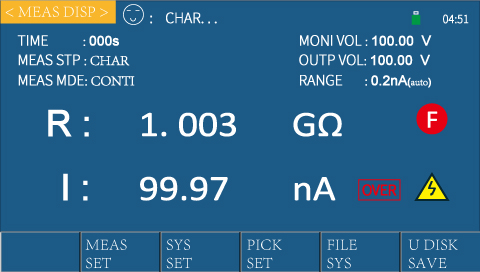 < MEAS DISP > : CHAR... 04:51
TIME : 000s MONI VOL : 100.00 V
MEAS STP : CHAR OUTP VOL: 100.00 V
MEAS MDE: CONTI RANGE : 0.2nA(auto)
R : 1. 003 GΩ F
I : 99.97 nA OVER
MEAS SET
SYS SET
PICK SET
FILE SYS
U DISK SAVE